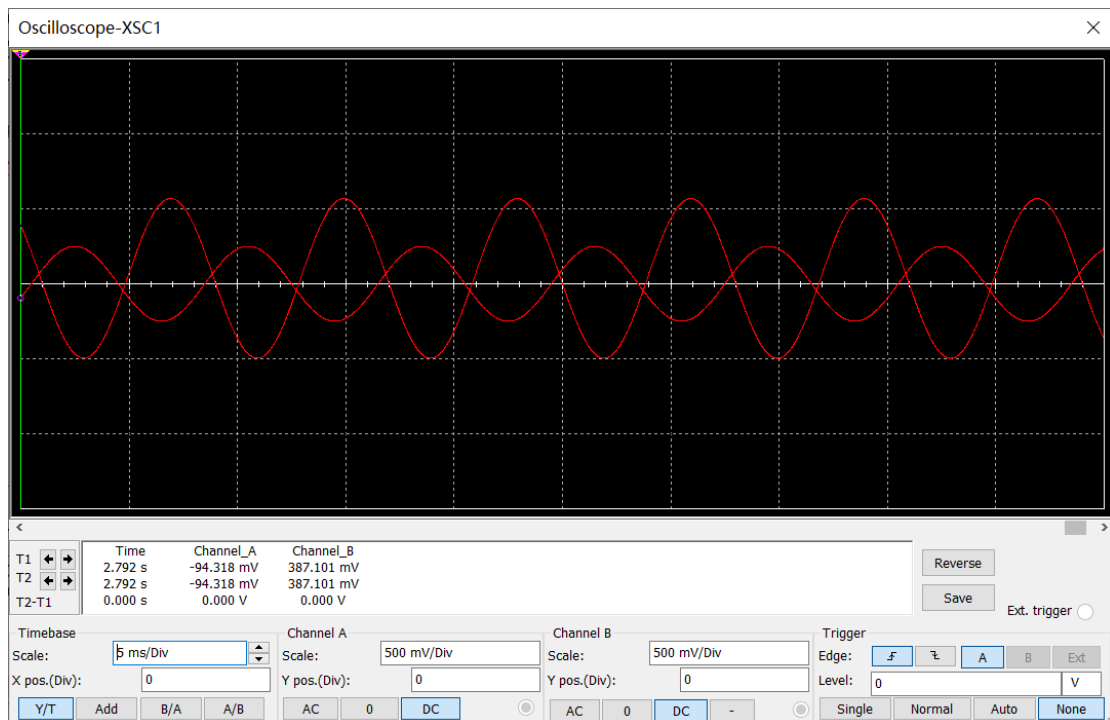 Oscilloscope-XSC1
Time Channel_A Channel_B
T1 2.792 s -94.318 mV 387.101 mV
T2 2.792 s -94.318 mV 387.101 mV
T2-T1 0.000 s 0.000 V 0.000 V
Reverse
Save
Ext. trigger
Timebase
Scale: 5 ms/Div
X pos.(Div): 0
Y/T Add B/A A/B
Channel A
Scale: 500 mV/Div
Y pos.(Div): 0
AC 0 DC
Channel B
Scale: 500 mV/Div
Y pos.(Div): 0
AC 0 DC -
Trigger
Edge: A B Ext
Level: 0 V
Single Normal Auto None